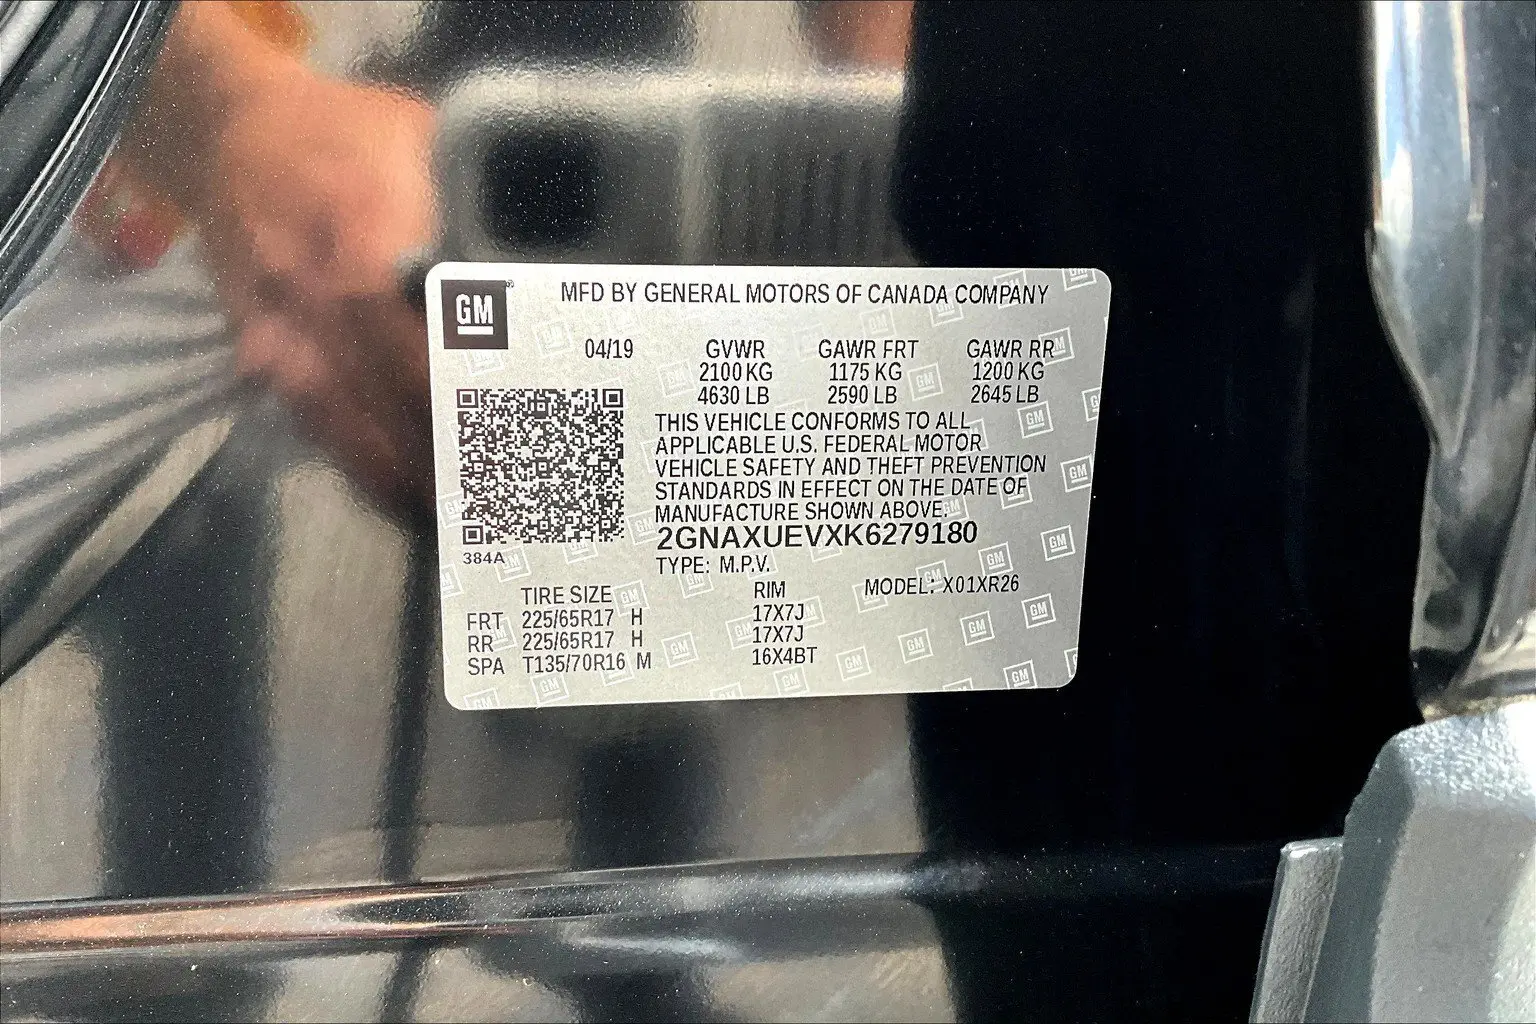 GM
MFD BY GENERAL MOTORS OF CANADA COMPANY
04/19 GVWR GAWR FRT GAWR RR
2100 KG 1175 KG 1200 KG
4630 LB 2590 LB 2645 LB
THIS VEHICLE CONFORMS TO ALL
APPLICABLE U.S. FEDERAL MOTOR
VEHICLE SAFETY AND THEFT PREVENTION
STANDARDS IN EFFECT ON THE DATE OF
MANUFACTURE SHOWN ABOVE.
2GNAXUEVXK6279180
384A
TYPE: M.P.V.
MODEL: X01XR26
TIRE SIZE RIM
FRT 225/65R17 H 17X7J
RR 225/65R17 H 17X7J
SPA T135/70R16 M 16X4BT